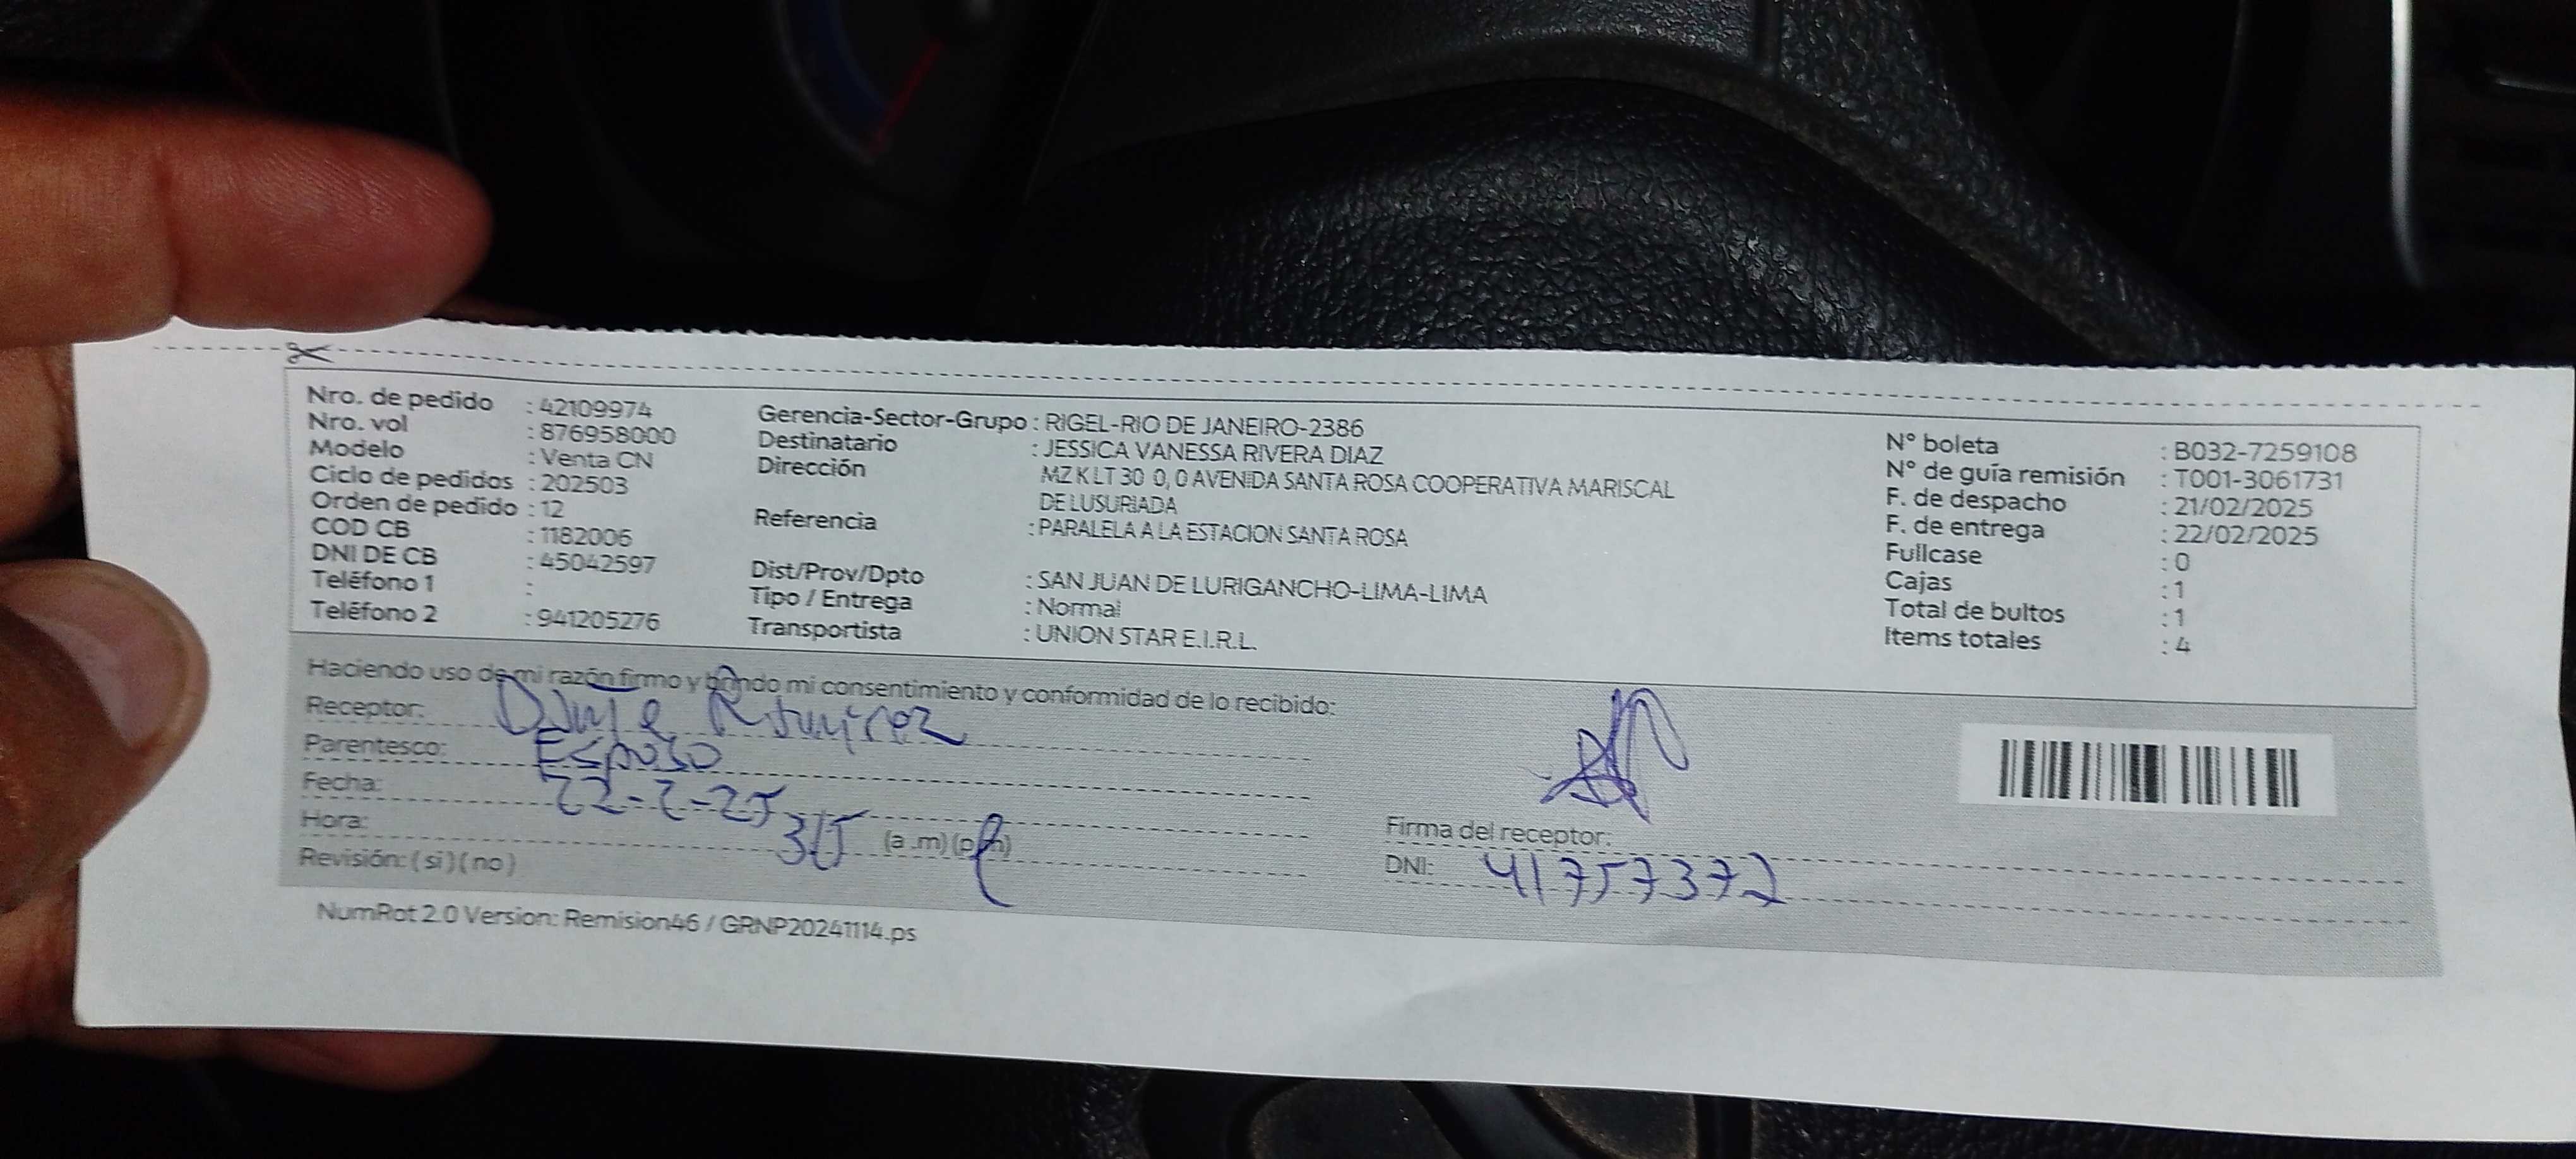 Nro. de pedido : 42109974
Nro. vol : 876958000
Modelo : Venta CN
Ciclo de pedidos : 202503
Orden de pedido : 12
COD CB : 1182006
DNI DE CB : 45042597
Teléfono 1 :
Teléfono 2 : 941205276
Gerencia-Sector-Grupo : RIGEL-RIO DE JANEIRO-2386
Destinatario : JESSICA VANESSA RIVERA DIAZ
Dirección MZ K LT 30 0, 0 AVENIDA SANTA ROSA COOPERATIVA MARISCAL
DE LUSURIADA
Referencia : PARALELA A LA ESTACION SANTA ROSA
Dist/Prov/Dpto : SAN JUAN DE LURIGANCHO-LIMA-LIMA
Tipo / Entrega : Normal
Transportista : UNION STAR E.I.R.L.
N° boleta : B032-7259108
N° de guía remisión : T001-3061731
F. de despacho : 21/02/2025
F. de entrega : 22/02/2025
Fullcase : 0
Cajas : 1
Total de bultos : 1
Items totales : 4
Haciendo uso de mi razón firmo y brindo mi consentimiento y conformidad de lo recibido:
Receptor: Ramirez
Parentesco: Esposo
Fecha: 22-2-25
Hora: 315 (a.m) (p.m)
Revisión: ( si ) ( no )
Firma del receptor:
DNI: 41757372
NumRot 2.0 Version: Remision46 / GRNP20241114.ps